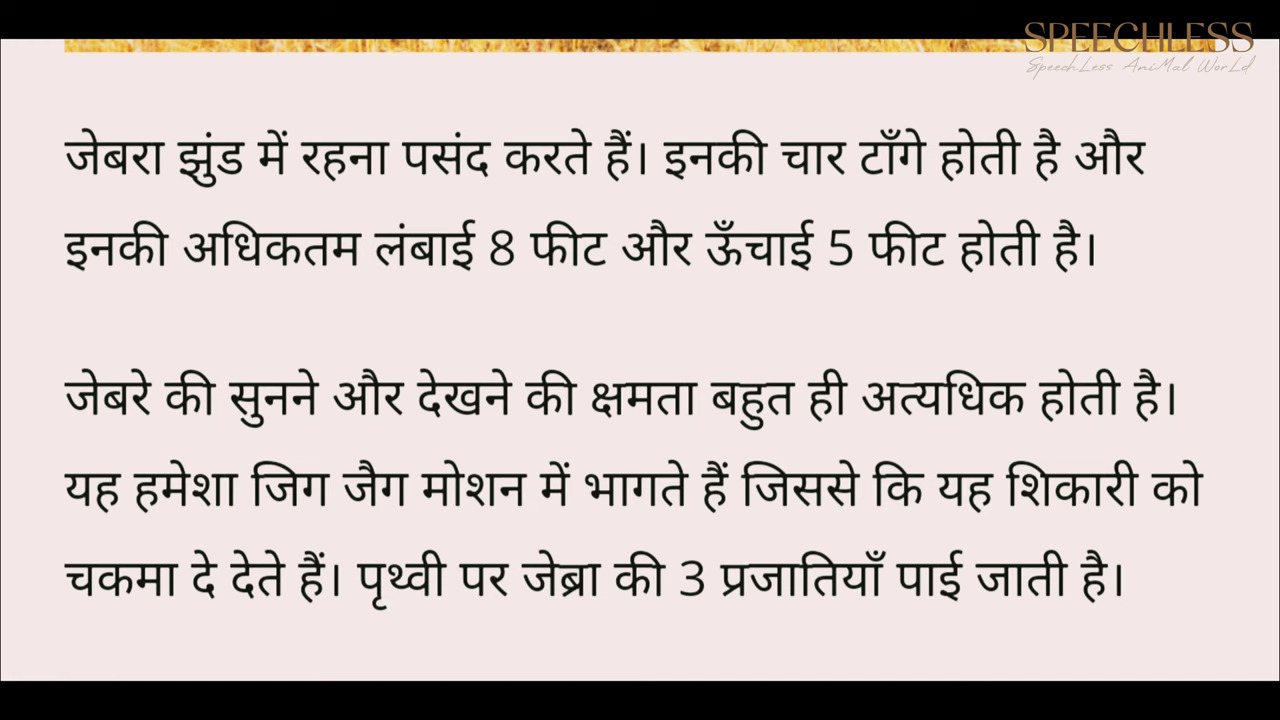 SPEECHLESS
SpeechLess AniMal WorLd
जेबरा झुंड में रहना पसंद करते हैं। इनकी चार टाँगे होती है और
इनकी अधिकतम लंबाई 8 फीट और ऊँचाई 5 फीट होती है।
जेबरे की सुनने और देखने की क्षमता बहुत ही अत्यधिक होती है।
यह हमेशा जिग जैग मोशन में भागते हैं जिससे कि यह शिकारी को
चकमा दे देते हैं। पृथ्वी पर जेब्रा की 3 प्रजातियाँ पाई जाती है।